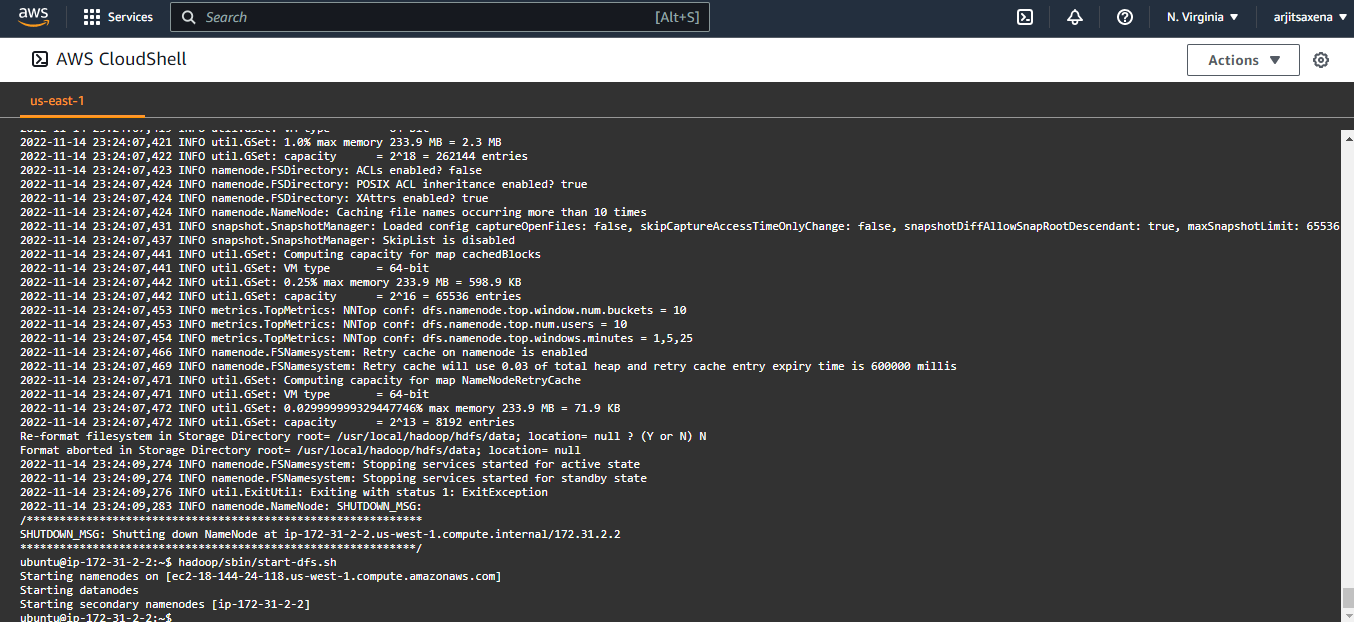 aws
Services
Search [Alt+S]
N. Virginia
arjitsaxena
AWS CloudShell
Actions
us-east-1
2022-11-14 23:24:07,421 INFO util.GSet: 1.0% max memory 233.9 MB = 2.3 MB
2022-11-14 23:24:07,422 INFO util.GSet: capacity      = 2^18 = 262144 entries
2022-11-14 23:24:07,423 INFO namenode.FSDirectory: ACLs enabled? false
2022-11-14 23:24:07,424 INFO namenode.FSDirectory: POSIX ACL inheritance enabled? true
2022-11-14 23:24:07,424 INFO namenode.FSDirectory: XAttrs enabled? true
2022-11-14 23:24:07,424 INFO namenode.NameNode: Caching file names occurring more than 10 times
2022-11-14 23:24:07,431 INFO snapshot.SnapshotManager: Loaded config captureOpenFiles: false, skipCaptureAccessTimeOnlyChange: false, snapshotDiffAllowSnapRootDescendant: true, maxSnapshotLimit: 65536
2022-11-14 23:24:07,437 INFO snapshot.SnapshotManager: SkipList is disabled
2022-11-14 23:24:07,441 INFO util.GSet: Computing capacity for map cachedBlocks
2022-11-14 23:24:07,441 INFO util.GSet: VM type       = 64-bit
2022-11-14 23:24:07,442 INFO util.GSet: 0.25% max memory 233.9 MB = 598.9 KB
2022-11-14 23:24:07,442 INFO util.GSet: capacity      = 2^16 = 65536 entries
2022-11-14 23:24:07,453 INFO metrics.TopMetrics: NNTop conf: dfs.namenode.top.window.num.buckets = 10
2022-11-14 23:24:07,453 INFO metrics.TopMetrics: NNTop conf: dfs.namenode.top.num.users = 10
2022-11-14 23:24:07,454 INFO metrics.TopMetrics: NNTop conf: dfs.namenode.top.windows.minutes = 1,5,25
2022-11-14 23:24:07,466 INFO namenode.FSNamesystem: Retry cache on namenode is enabled
2022-11-14 23:24:07,469 INFO namenode.FSNamesystem: Retry cache will use 0.03 of total heap and retry cache entry expiry time is 600000 millis
2022-11-14 23:24:07,471 INFO util.GSet: Computing capacity for map NameNodeRetryCache
2022-11-14 23:24:07,471 INFO util.GSet: VM type       = 64-bit
2022-11-14 23:24:07,472 INFO util.GSet: 0.029999999329447746% max memory 233.9 MB = 71.9 KB
2022-11-14 23:24:07,472 INFO util.GSet: capacity      = 2^13 = 8192 entries
Re-format filesystem in Storage Directory root= /usr/local/hadoop/hdfs/data; location= null ? (Y or N) N
Format aborted in Storage Directory root= /usr/local/hadoop/hdfs/data; location= null
2022-11-14 23:24:09,274 INFO namenode.FSNamesystem: Stopping services started for active state
2022-11-14 23:24:09,274 INFO namenode.FSNamesystem: Stopping services started for standby state
2022-11-14 23:24:09,276 INFO util.ExitUtil: Exiting with status 1: ExitException
2022-11-14 23:24:09,283 INFO namenode.NameNode: SHUTDOWN_MSG:
/************************************************************
SHUTDOWN_MSG: Shutting down NameNode at ip-172-31-2-2.us-west-1.compute.internal/172.31.2.2
************************************************************/
ubuntu@ip-172-31-2-2:~$ hadoop/sbin/start-dfs.sh
Starting namenodes on [ec2-18-144-24-118.us-west-1.compute.amazonaws.com]
Starting datanodes
Starting secondary namenodes [ip-172-31-2-2]
ubuntu@ip-172-31-2-2:~$